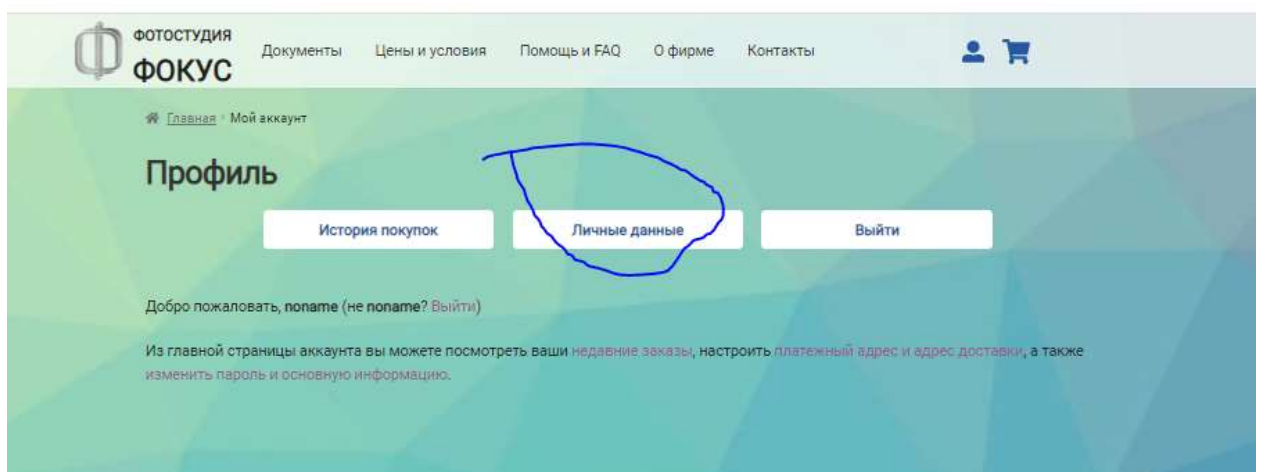 ФОТОСТУДИЯ
ФОКУС
Документы Цены и условия Помощь и FAQ О фирме Контакты
Главная Мой аккаунт
Профиль
История покупок Личные данные Выйти
Добро пожаловать, noname (не noname? Выйти)
Из главной страницы аккаунта вы можете посмотреть ваши недавние заказы, настроить платежный адрес и адрес доставки, а также
изменить пароль и основную информацию.